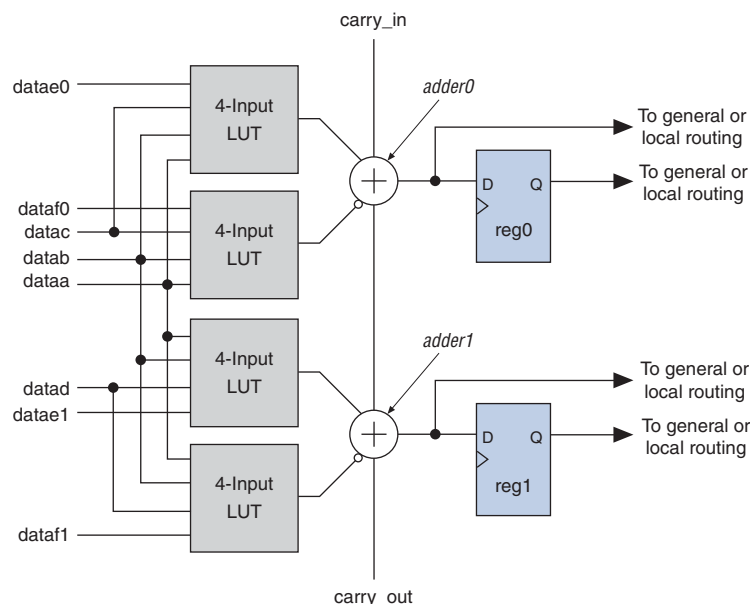 carry_in
adder0
datae0
4-Input
LUT
To general or
local routing
dataf0
datac
datab
dataa
4-Input
LUT
D
Q
reg0
To general or
local routing
adder1
4-Input
LUT
To general or
local routing
datad
datae1
4-Input
LUT
D
Q
reg1
To general or
local routing
dataf1
carry_out